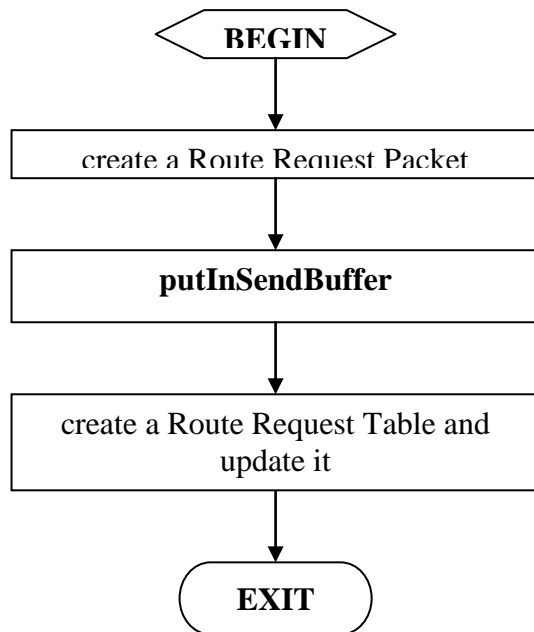 BEGIN
create a Route Request Packet
putInSendBuffer
create a Route Request Table and
update it
EXIT